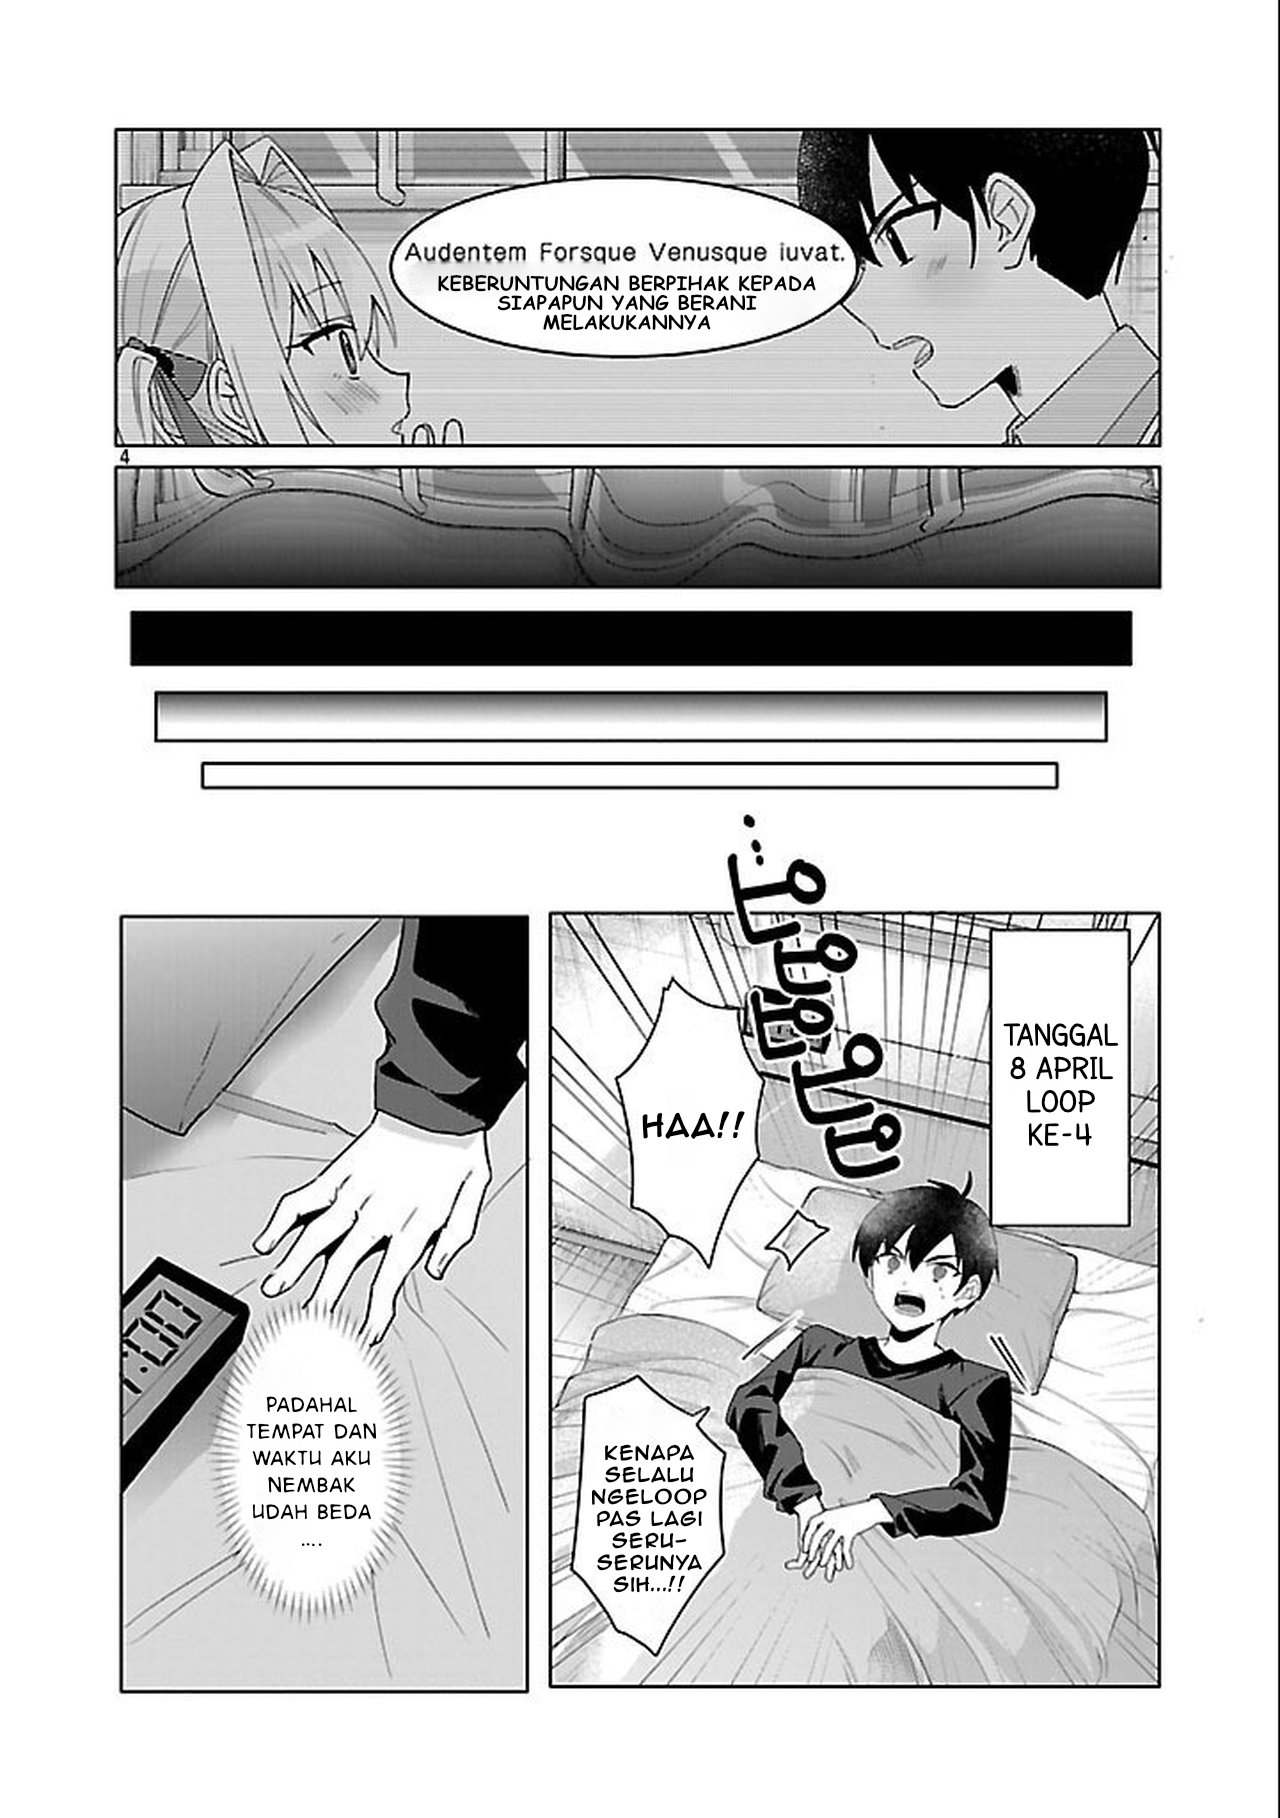 Audentem Forsque Venusque iuvat.
KEBERUNTUNGAN BERPIHAK KEPADA
SIAPAPUN YANG BERANI
MELAKUKANNYA
4
TANGGAL
8 APRIL
LOOP
KE-4
HAA!!
KENAPA
SELALU
NGELOOP
PAS LAGI
SERU-
SERUNYA
SIH...!!
:00
PADAHAL
TEMPAT DAN
WAKTU AKU
NEMBAK
UDAH BEDA
....